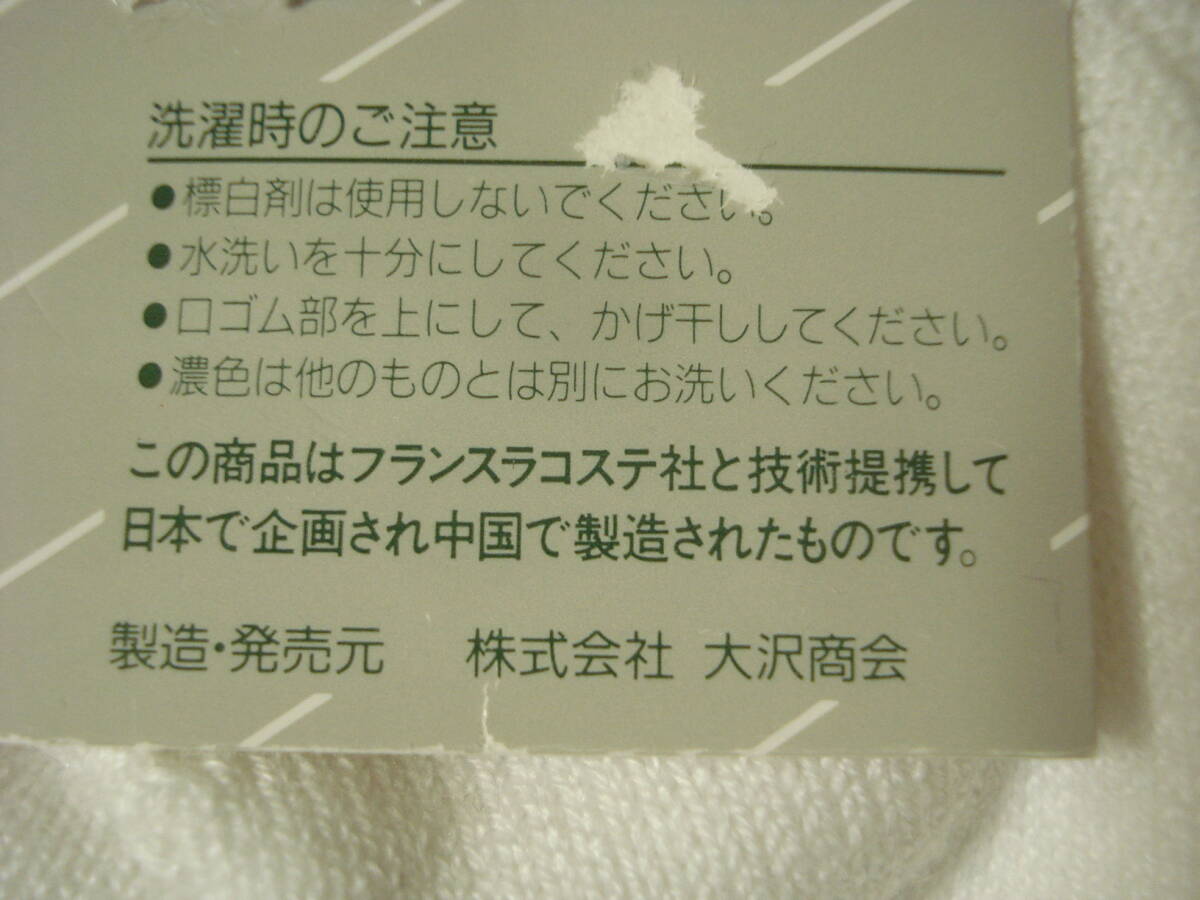 洗濯時のご注意
●標白剤は使用しないでください。
●水洗いを十分にしてください。
●口ゴム部を上にして、かげ干ししてください。
●濃色は他のものとは別にお洗いください。
この商品はフランスラコステ社と技術提携して
日本で企画され中国で製造されたものです。
製造・発売元 株式会社 大沢商会